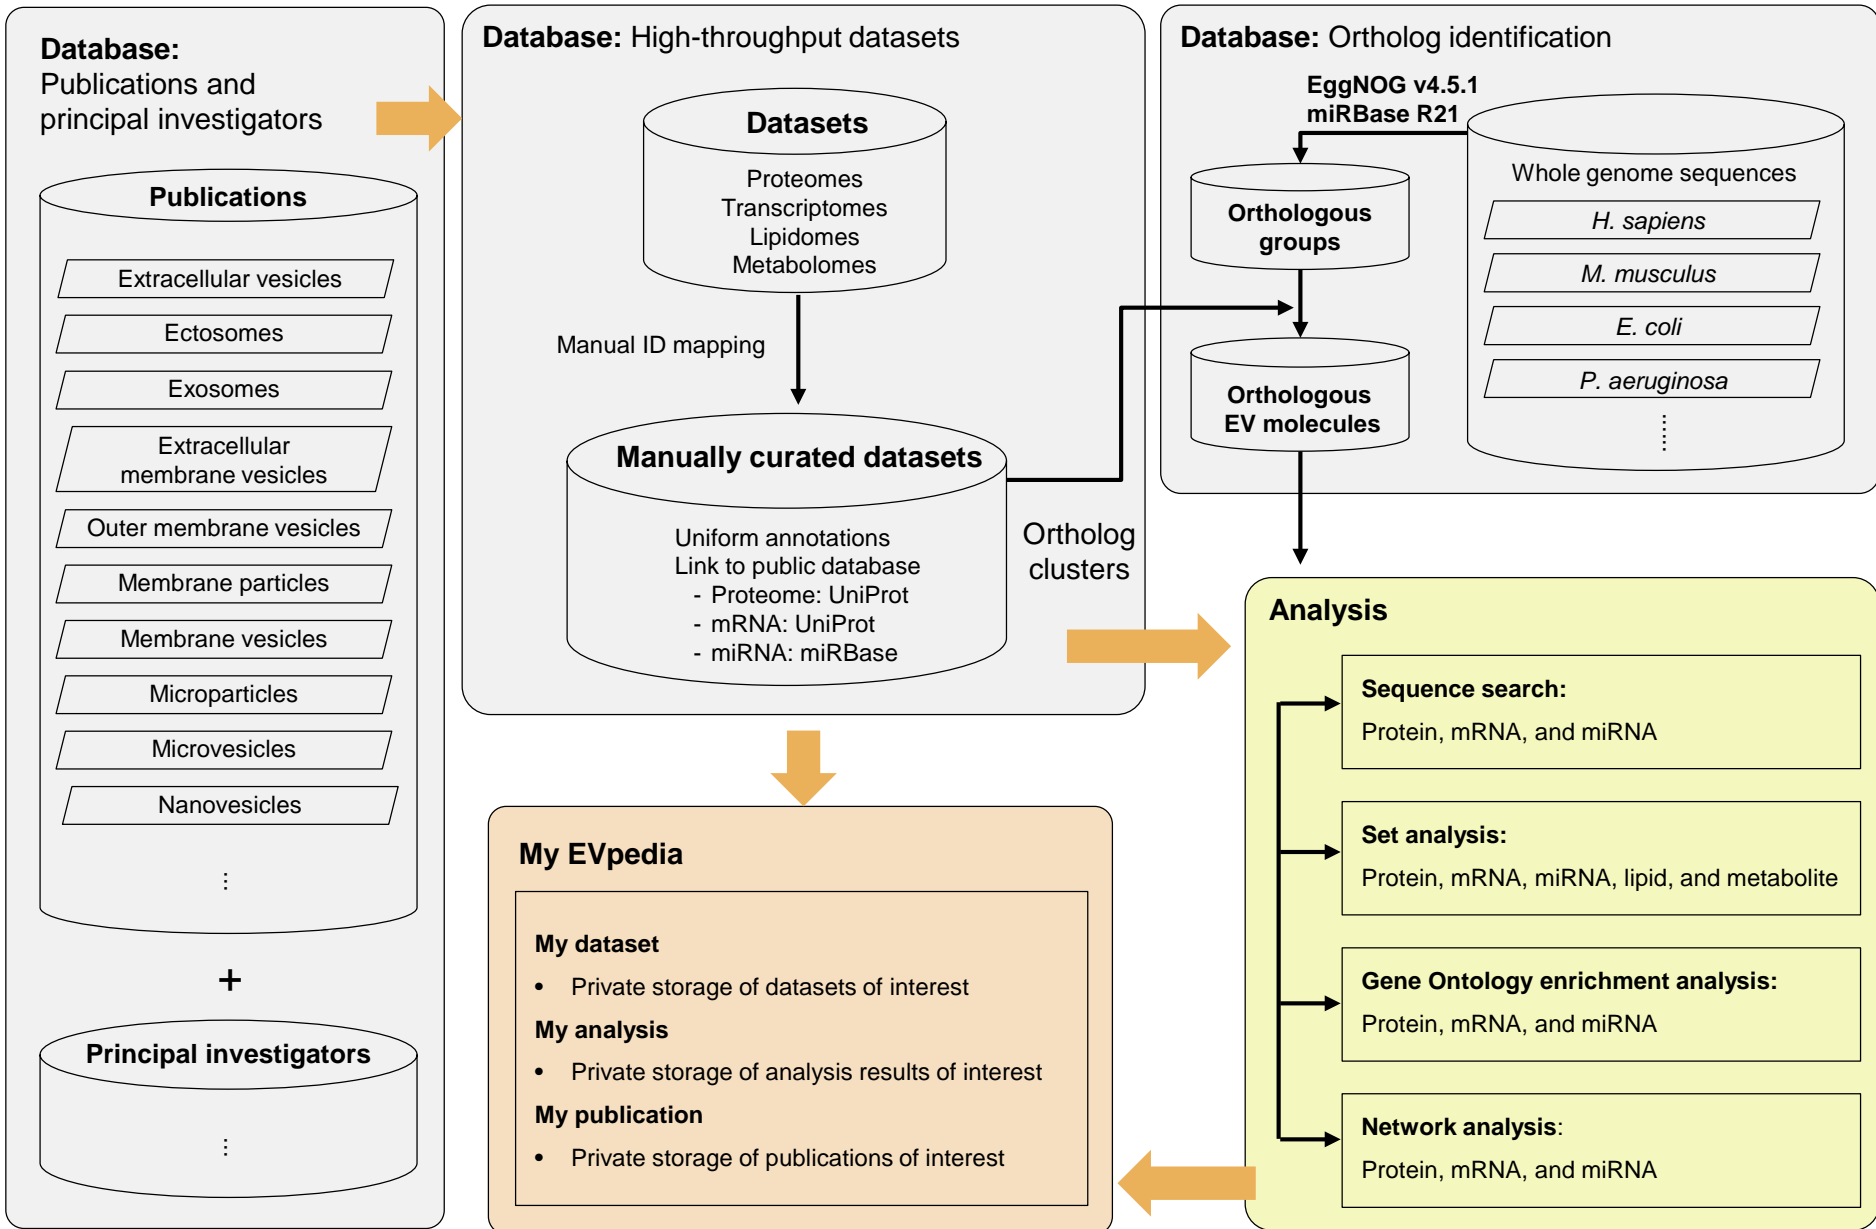 Database:
Publications and
principal investigators
Publications
Extracellular vesicles
Ectosomes
Exosomes
Extracellular
membrane vesicles
Outer membrane vesicles
Membrane particles
Membrane vesicles
Microparticles
Microvesicles
Nanovesicles
...
+
Principal investigators
...
Database: High-throughput datasets
Datasets
Proteomes
Transcriptomes
Lipidomes
Metabolomes
Manual ID mapping
Manually curated datasets
Uniform annotations
Link to public database
- Proteome: UniProt
- mRNA: UniProt
- miRNA: miRBase
Ortholog
clusters
Database: Ortholog identification
EggNOG v4.5.1
miRBase R21
Orthologous
groups
Orthologous
EV molecules
Whole genome sequences
H. sapiens
M. musculus
E. coli
P. aeruginosa
......
Analysis
Sequence search:
Protein, mRNA, and miRNA
Set analysis:
Protein, mRNA, miRNA, lipid, and metabolite
Gene Ontology enrichment analysis:
Protein, mRNA, and miRNA
Network analysis:
Protein, mRNA, and miRNA
My EVpedia
My dataset
• Private storage of datasets of interest
My analysis
• Private storage of analysis results of interest
My publication
• Private storage of publications of interest